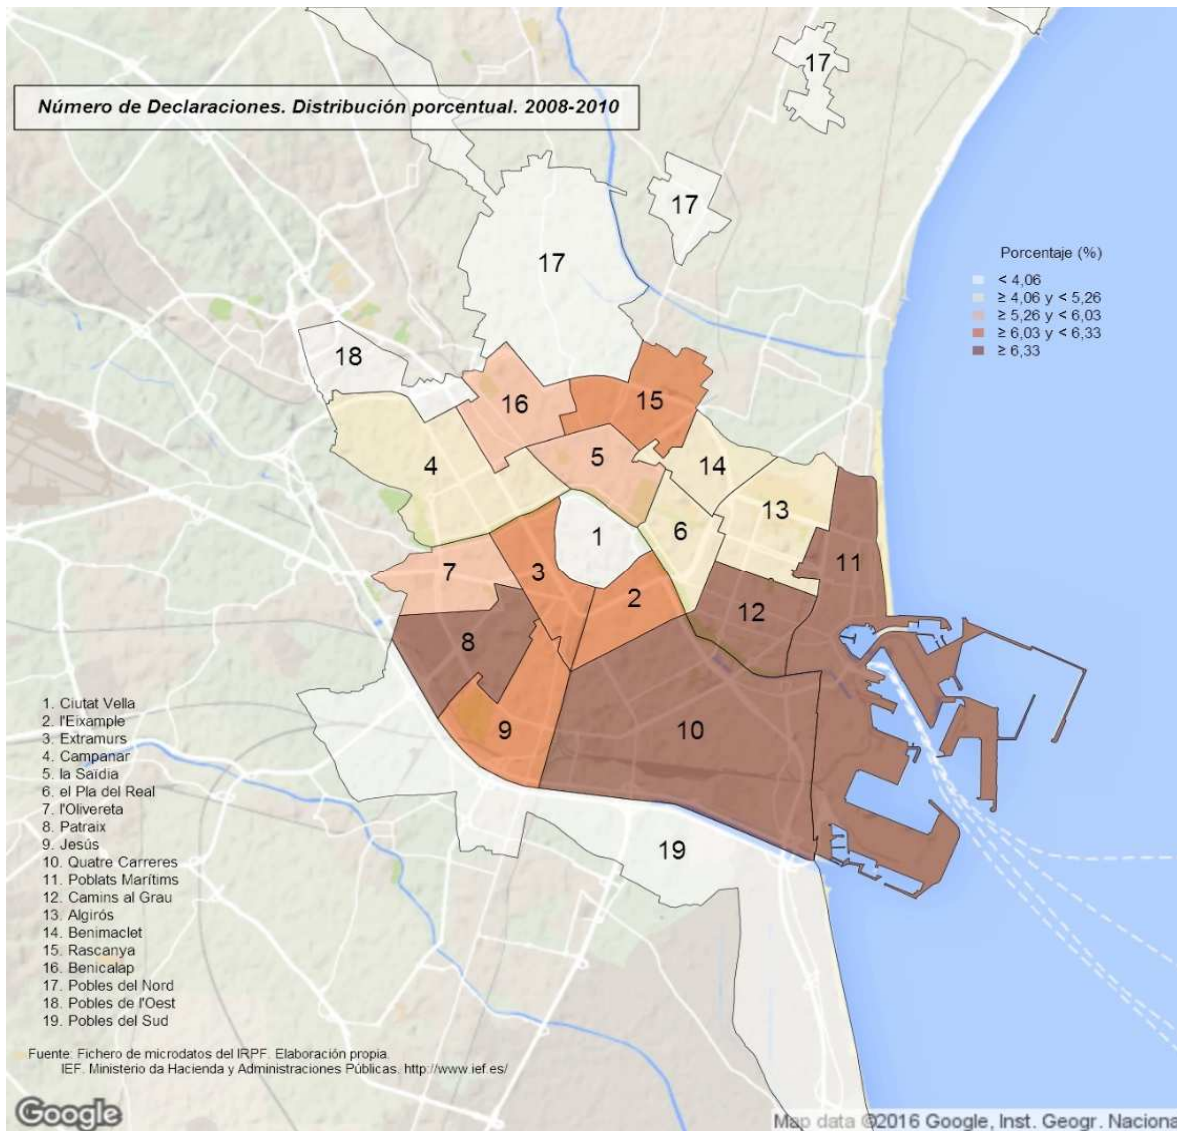 Número de Declaraciones. Distribución porcentual. 2008-2010
17
17
17
Porcentaje (%)
< 4,06
≥ 4,06 y < 5,26
≥ 5,26 y < 6,03
≥ 6,03 y < 6,33
≥ 6,33
18
16
15
4
5
14
13
6
1
11
7
3
2
12
8
9
10
19
1. Ciutat Vella
2. l'Eixample
3. Extramurs
4. Campanar
5. la Saïdia
6. el Pla del Real
7. l'Olivereta
8. Patraix
9. Jesús
10. Quatre Carreres
11. Poblats Marítims
12. Camins al Grau
13. Algirós
14. Benimaclet
15. Rascanya
16. Benicalap
17. Pobles del Nord
18. Pobles de l'Oest
19. Pobles del Sud
Fuente: Fichero de microdatos del IRPF. Elaboración propia.
IEF. Ministerio da Hacienda y Administraciones Públicas. http://www.ief.es/
Google
Map data ©2016 Google, Inst. Geogr. Naciona